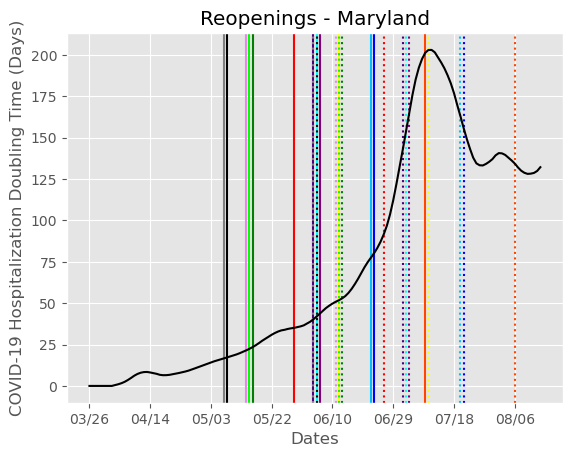 Reopenings - Maryland
COVID-19 Hospitalization Doubling Time (Days)
200
175
150
125
100
75
50
25
0
03/26 04/14 05/03 05/22 06/10 06/29 07/18 08/06
Dates